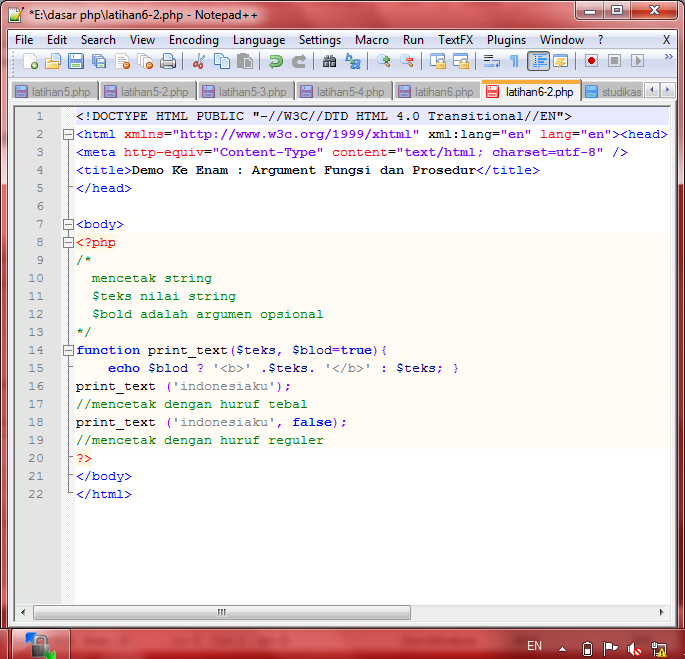 *E:\dasar php\latihan6-2.php - Notepad++
File Edit Search View Encoding Language Settings Macro Run TextFX Plugins Window ? X
latihan5.php latihan5-2.php latihan5-3.php latihan5-4.php latihan6.php latihan6-2.php studikas
1 <!DOCTYPE HTML PUBLIC "-//W3C//DTD HTML 4.0 Transitional//EN">
2 <html xmlns="http://www.w3c.org/1999/xhtml" xml:lang="en" lang="en"><head>
3 <meta http-equiv="Content-Type" content="text/html; charset=utf-8" />
4 <title>Demo Ke Enam : Argument Fungsi dan Prosedur</title>
5 </head>
6
7 <body>
8 <?php
9 /*
10 mencetak string
11 $teks nilai string
12 $bold adalah argumen opsional
13 */
14 function print_text($teks, $blod=true){
15 echo $blod ? '<b>' .$teks. '</b>' : $teks; }
16 print_text ('indonesiaku');
17 //mencetak dengan huruf tebal
18 print_text ('indonesiaku', false);
19 //mencetak dengan huruf reguler
20 ?>
21 </body>
22 </html>
EN